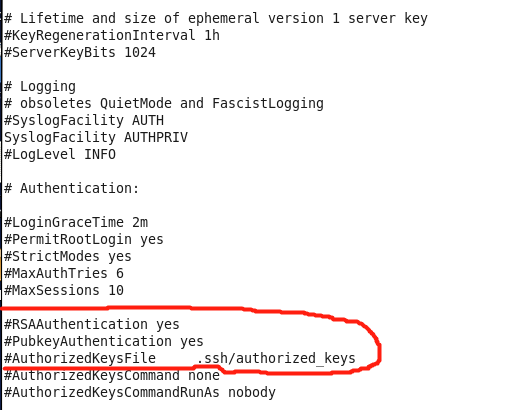 # Lifetime and size of ephemeral version 1 server key
#KeyRegenerationInterval 1h
#ServerKeyBits 1024
# Logging
# obsoletes QuietMode and FascistLogging
#SyslogFacility AUTH
SyslogFacility AUTHPRIV
#LogLevel INFO
# Authentication:
#LoginGraceTime 2m
#PermitRootLogin yes
#StrictModes yes
#MaxAuthTries 6
#MaxSessions 10
#RSAAuthentication yes
#PubkeyAuthentication yes
#AuthorizedKeysFile     .ssh/authorized_keys
#AuthorizedKeysCommand none
#AuthorizedKeysCommandRunAs nobody